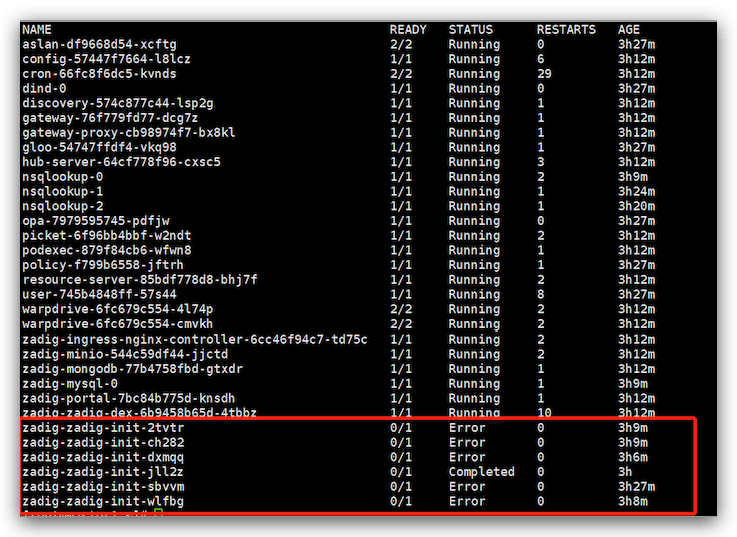 NAME READY STATUS RESTARTS AGE
aslan-df9668d54-xcftg 2/2 Running 0 3h27m
config-57447f7664-l8lcz 1/1 Running 6 3h12m
cron-66fc8f6dc5-kvnds 2/2 Running 29 3h12m
dind-0 1/1 Running 0 3h27m
discovery-574c877c44-lsp2g 1/1 Running 1 3h12m
gateway-76f779fd77-dcg7z 1/1 Running 1 3h12m
gateway-proxy-cb98974f7-bx8kl 1/1 Running 1 3h12m
gloo-54747ffdf4-vkq98 1/1 Running 1 3h27m
hub-server-64cf778f96-cxsc5 1/1 Running 3 3h12m
nsqlookup-0 1/1 Running 2 3h9m
nsqlookup-1 1/1 Running 1 3h24m
nsqlookup-2 1/1 Running 1 3h20m
opa-7979595745-pdfjw 1/1 Running 0 3h27m
picket-6f96bb4bbf-w2ndt 1/1 Running 2 3h12m
podexec-879f84cb6-wfwn8 1/1 Running 1 3h12m
policy-f799b6558-jftrh 1/1 Running 1 3h27m
resource-server-85bdf778d8-bhj7f 1/1 Running 2 3h12m
user-745b4848ff-57s44 1/1 Running 8 3h27m
warpdrive-6fc679c554-4l74p 2/2 Running 2 3h12m
warpdrive-6fc679c554-cmvkh 2/2 Running 2 3h12m
zadig-ingress-nginx-controller-6cc46f94c7-td75c 1/1 Running 2 3h12m
zadig-minio-544c59df44-jjctd 1/1 Running 2 3h12m
zadig-mongodb-77b4758fbd-gtxdr 1/1 Running 1 3h12m
zadig-mysql-0 1/1 Running 1 3h9m
zadig-portal-7bc84b775d-knsdh 1/1 Running 1 3h12m
zadig-zadig-dex-6b9458b65d-4tbbz 1/1 Running 10 3h12m
zadig-zadig-init-2tvtr 0/1 Error 0 3h9m
zadig-zadig-init-ch282 0/1 Error 0 3h9m
zadig-zadig-init-dxmqq 0/1 Error 0 3h6m
zadig-zadig-init-jll2z 0/1 Completed 0 3h
zadig-zadig-init-sbvvm 0/1 Error 0 3h27m
zadig-zadig-init-wlfbg 0/1 Error 0 3h8m